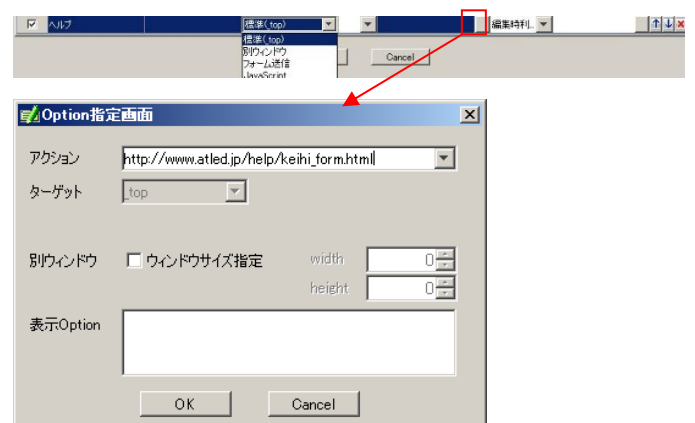 ヘルプ 標準(_top) 編集時利..
標準(_top)
別ウィンドウ
フォーム送信
JavaScript
Cancel
Option指定画面
アクション http://www.atled.jp/help/keihi_form.html
ターゲット _top
別ウィンドウ ウィンドウサイズ指定 width 0
height 0
表示Option
OK Cancel